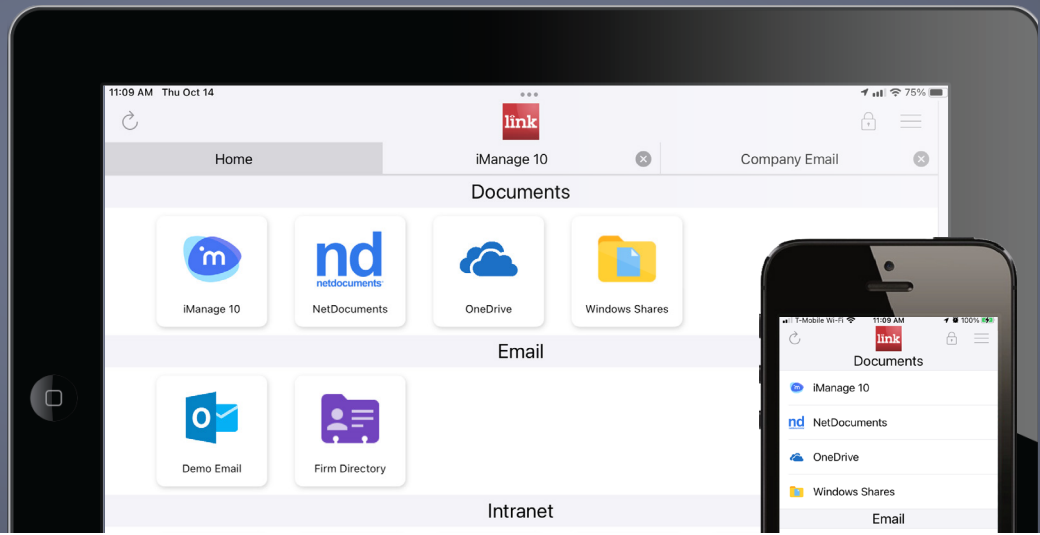 11:09 AM Thu Oct 14
75%
link
Home
iManage 10
Company Email
Documents
im
nd
netdocuments
iManage 10
NetDocuments
OneDrive
Windows Shares
Email
O
Demo Email
Firm Directory
Intranet
T-Mobile Wi-Fi
11:09 AM
100%
link
Documents
im
iManage 10
nd
NetDocuments
OneDrive
Windows Shares
Email